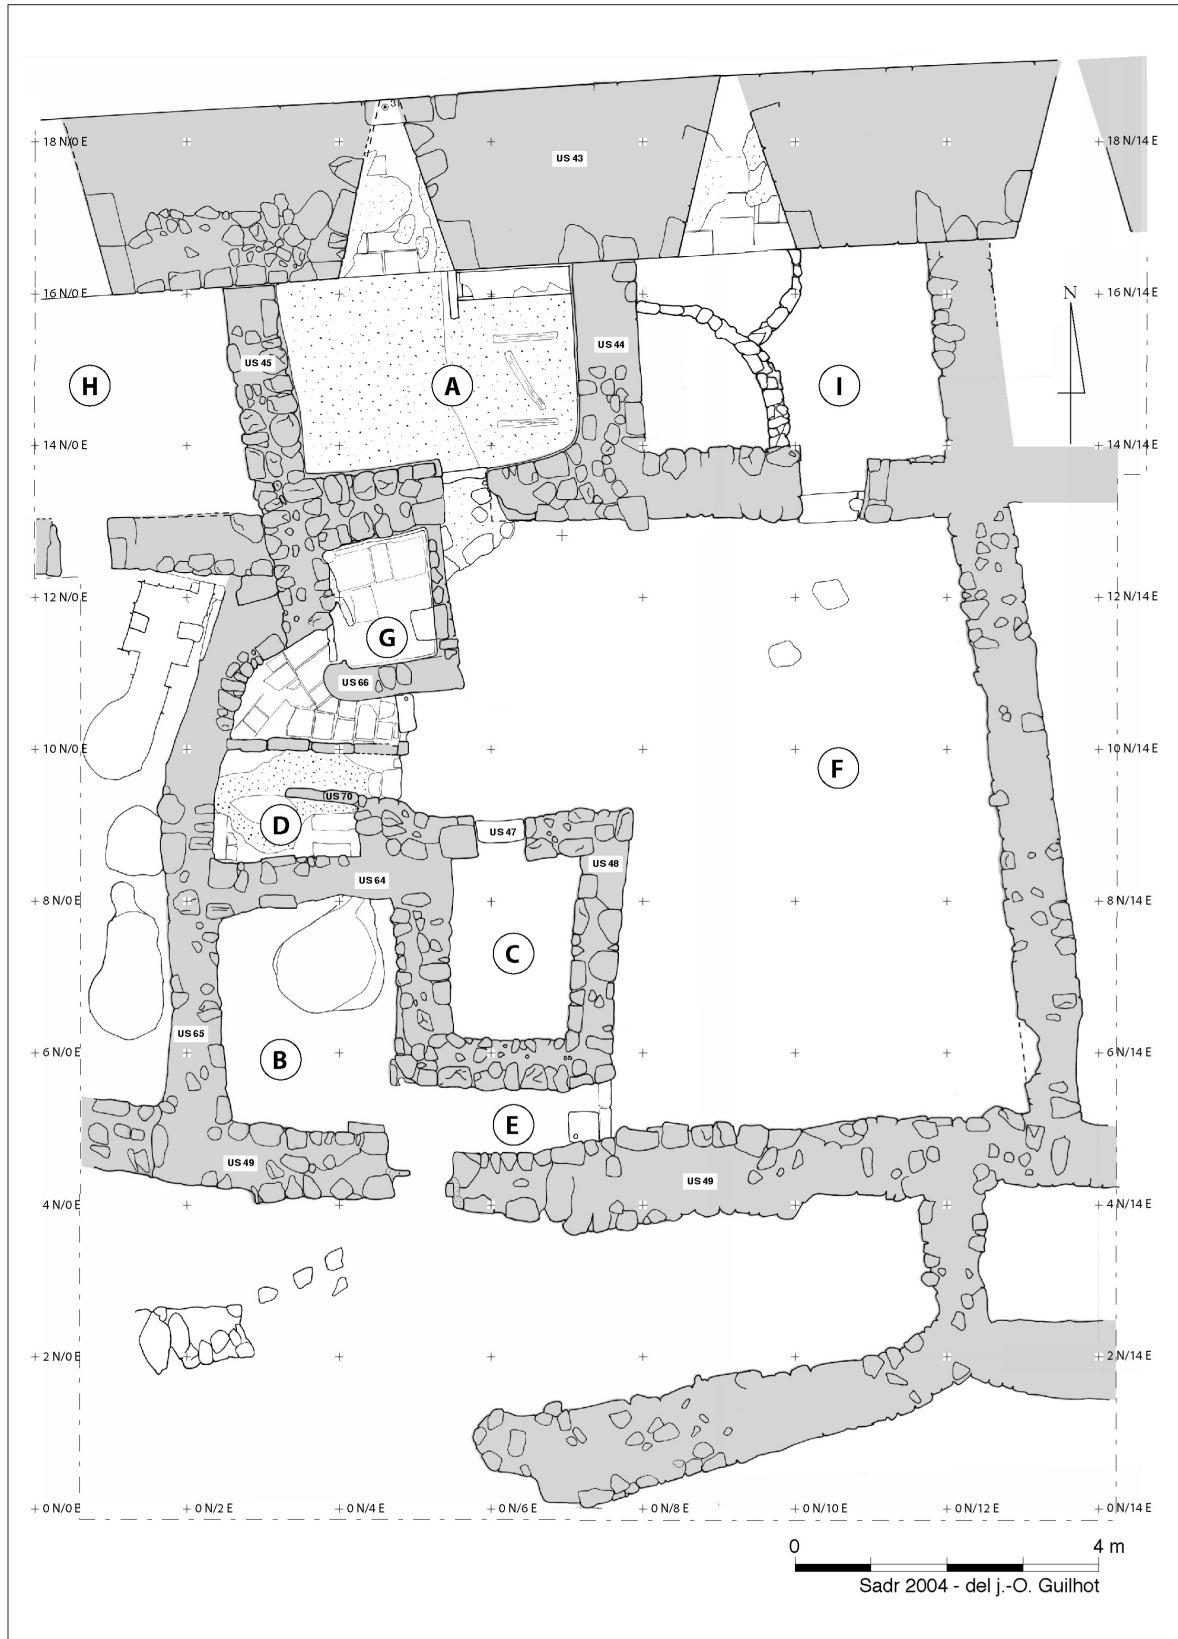 3
18 N/0 E
18 N/14 E
US 43
N
16 N/0 E
16 N/14 E
US 44
US 45
H
A
I
14 N/0 E
14 N/14 E
12 N/0 E
12 N/14 E
G
US 66
10 N/0 E
10 N/14 E
F
US 70
D
US 47
US 48
US 64
8 N/0 E
8 N/14 E
C
US 65
B
6 N/0 E
6 N/14 E
E
US 49
US 49
4 N/0 E
4 N/14 E
2 N/0 E
2 N/14 E
0 N/0 E
0 N/2 E
0 N/4 E
0 N/6 E
0 N/8 E
0 N/10 E
0 N/12 E
0 N/14 E
0 4 m
Sadr 2004 - del j.-O. Guilhot